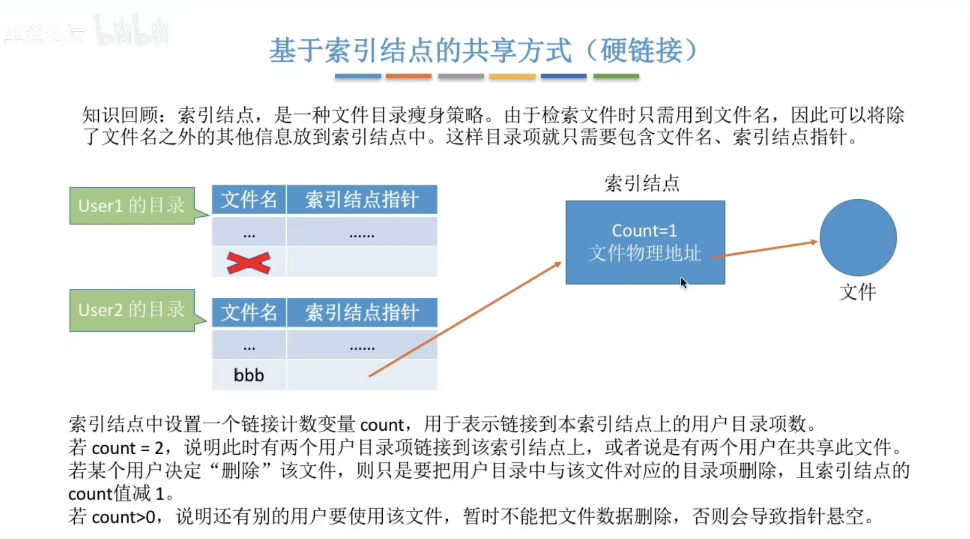 bilibili
基于索引结点的共享方式（硬链接）
知识回顾：索引结点，是一种文件目录瘦身策略。由于检索文件时只需用到文件名，因此可以将除
了文件名之外的其他信息放到索引结点中。这样目录项就只需要包含文件名、索引结点指针。
User1 的目录
文件名 索引结点指针
... ......
索引结点
Count=1
文件物理地址
文件
User2 的目录
文件名 索引结点指针
... ......
bbb
索引结点中设置一个链接计数变量 count，用于表示链接到本索引结点上的用户目录项数。
若 count = 2，说明此时有两个用户目录项链接到该索引结点上，或者说是有两个用户在共享此文件。
若某个用户决定“删除”该文件，则只是要把用户目录中与该文件对应的目录项删除，且索引结点的
count值减 1。
若 count>0，说明还有别的用户要使用该文件，暂时不能把文件数据删除，否则会导致指针悬空。